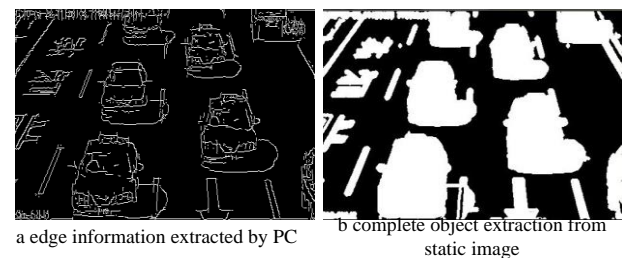 a edge information extracted by PC
b complete object extraction from
static image